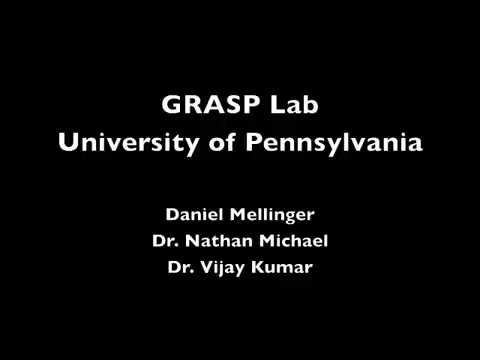 GRASP Lab
University of Pennsylvania
Daniel Mellinger
Dr. Nathan Michael
Dr. Vijay Kumar